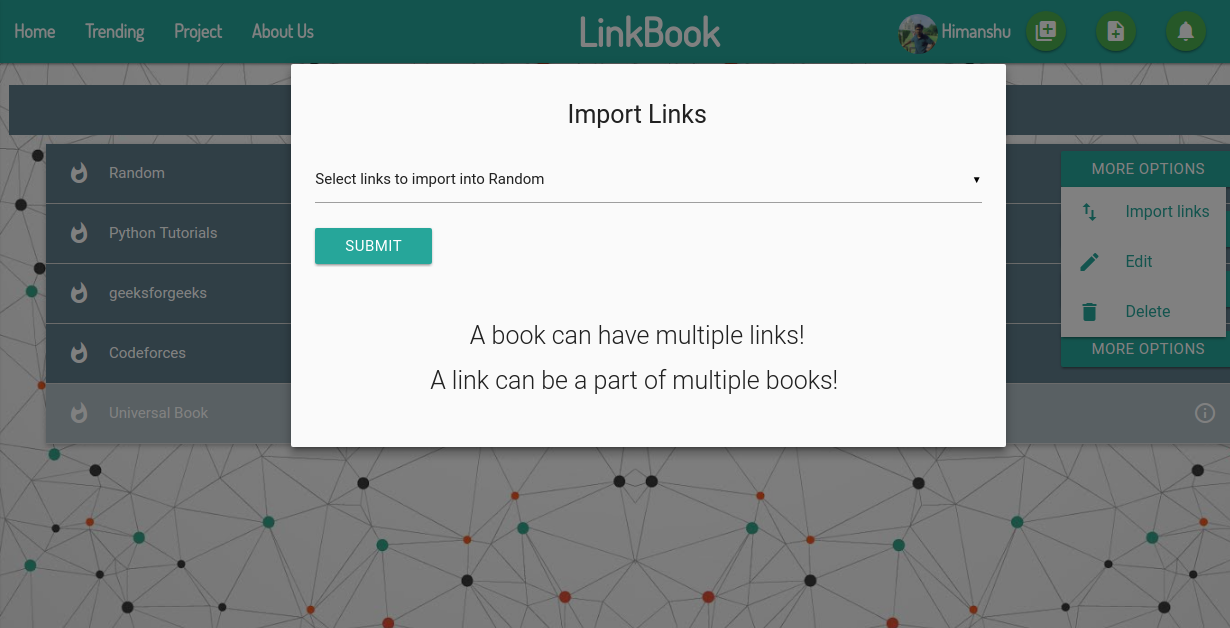 Home Trending Project About Us LinkBook Himanshu
Import Links
Select links to import into Random
SUBMIT
A book can have multiple links!
A link can be a part of multiple books!
Random
Python Tutorials
geeksforgeeks
Codeforces
Universal Book
MORE OPTIONS
Import links
Edit
Delete
MORE OPTIONS